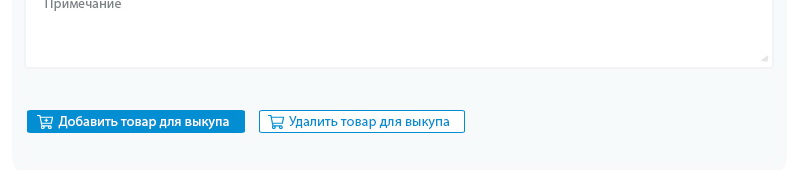 Примечание
Добавить товар для выкупа
Удалить товар для выкупа